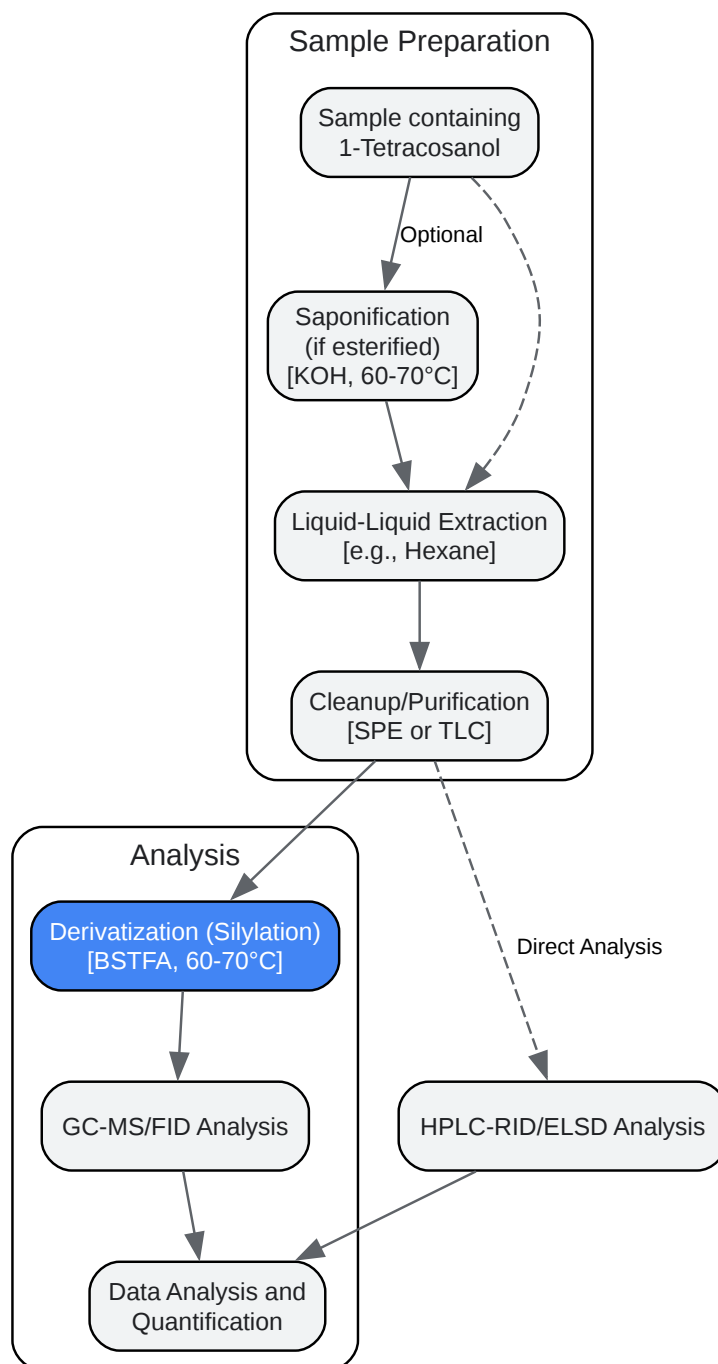 Sample Preparation
Sample containing
1-Tetracosanol
Optional
Saponification
(if esterified)
[KOH, 60-70°C]
Liquid-Liquid Extraction
[e.g., Hexane]
Cleanup/Purification
[SPE or TLC]
Analysis
Derivatization (Silylation)
[BSTFA, 60-70°C]
Direct Analysis
GC-MS/FID Analysis
HPLC-RID/ELSD Analysis
Data Analysis and
Quantification